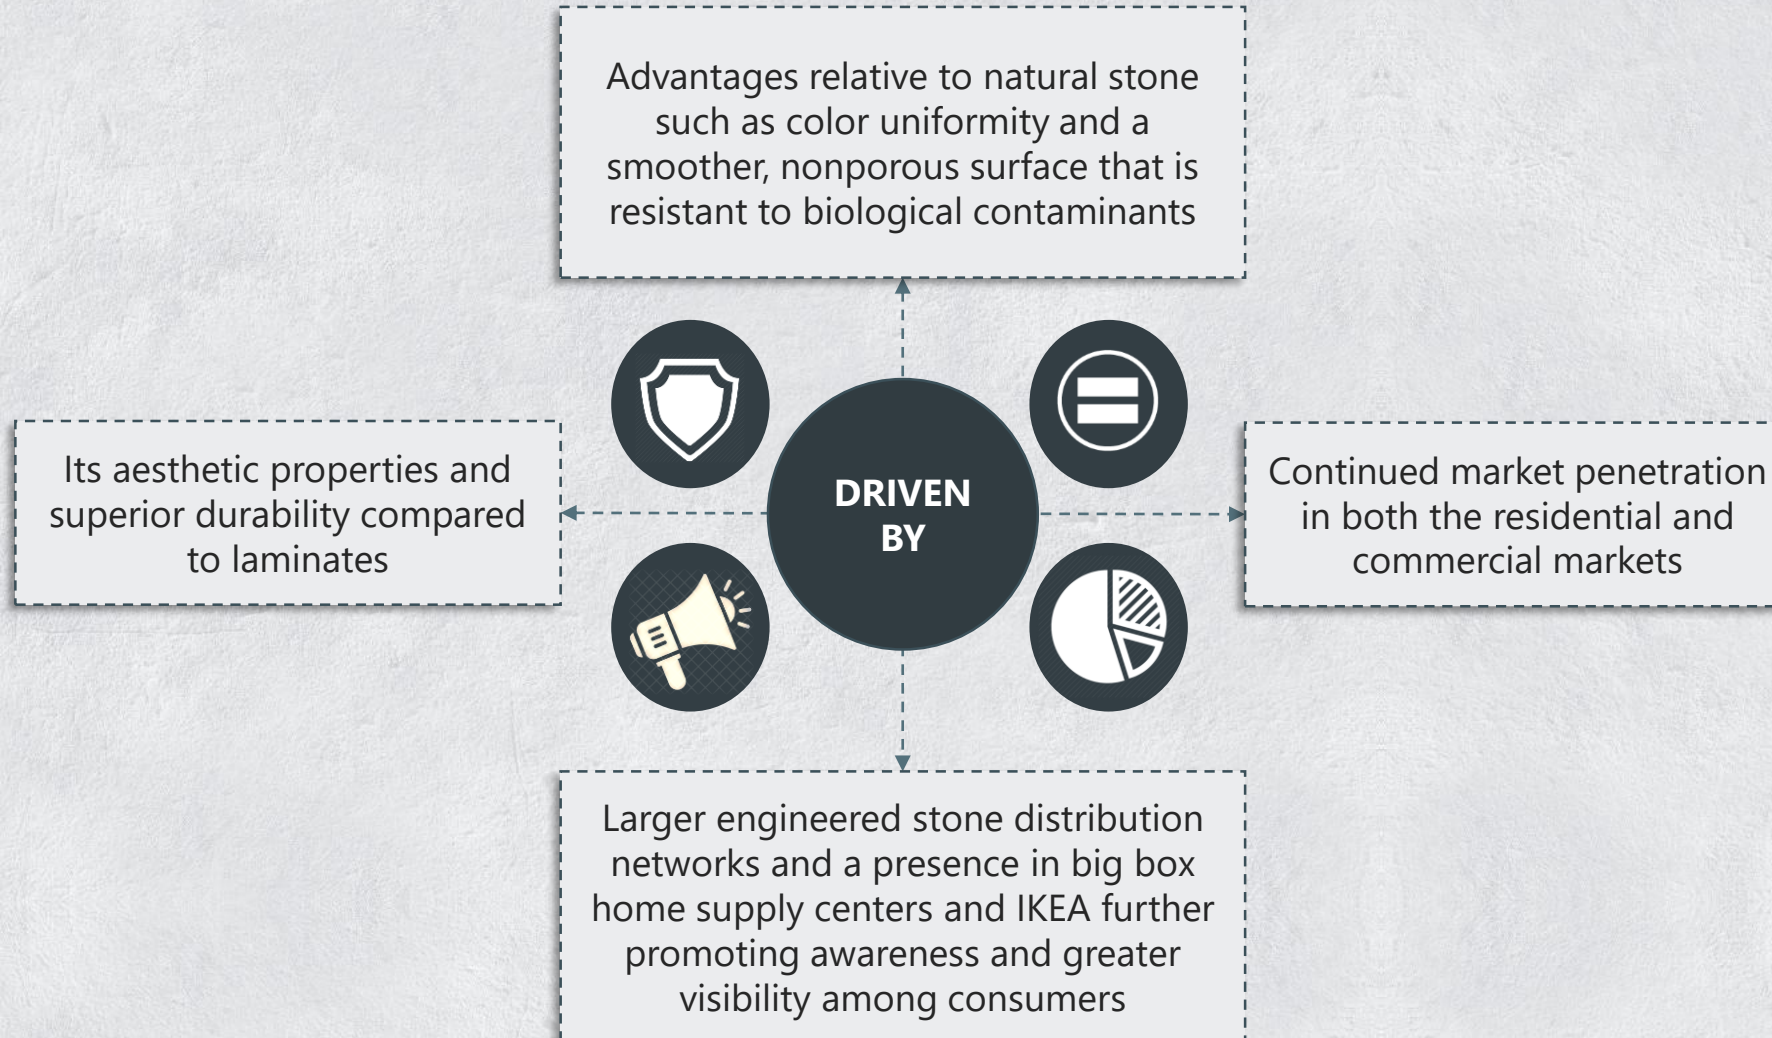 Advantages relative to natural stone
such as color uniformity and a
smoother, nonporous surface that is
resistant to biological contaminants
Its aesthetic properties and
superior durability compared
to laminates
DRIVEN
BY
Continued market penetration
in both the residential and
commercial markets
Larger engineered stone distribution
networks and a presence in big box
home supply centers and IKEA further
promoting awareness and greater
visibility among consumers